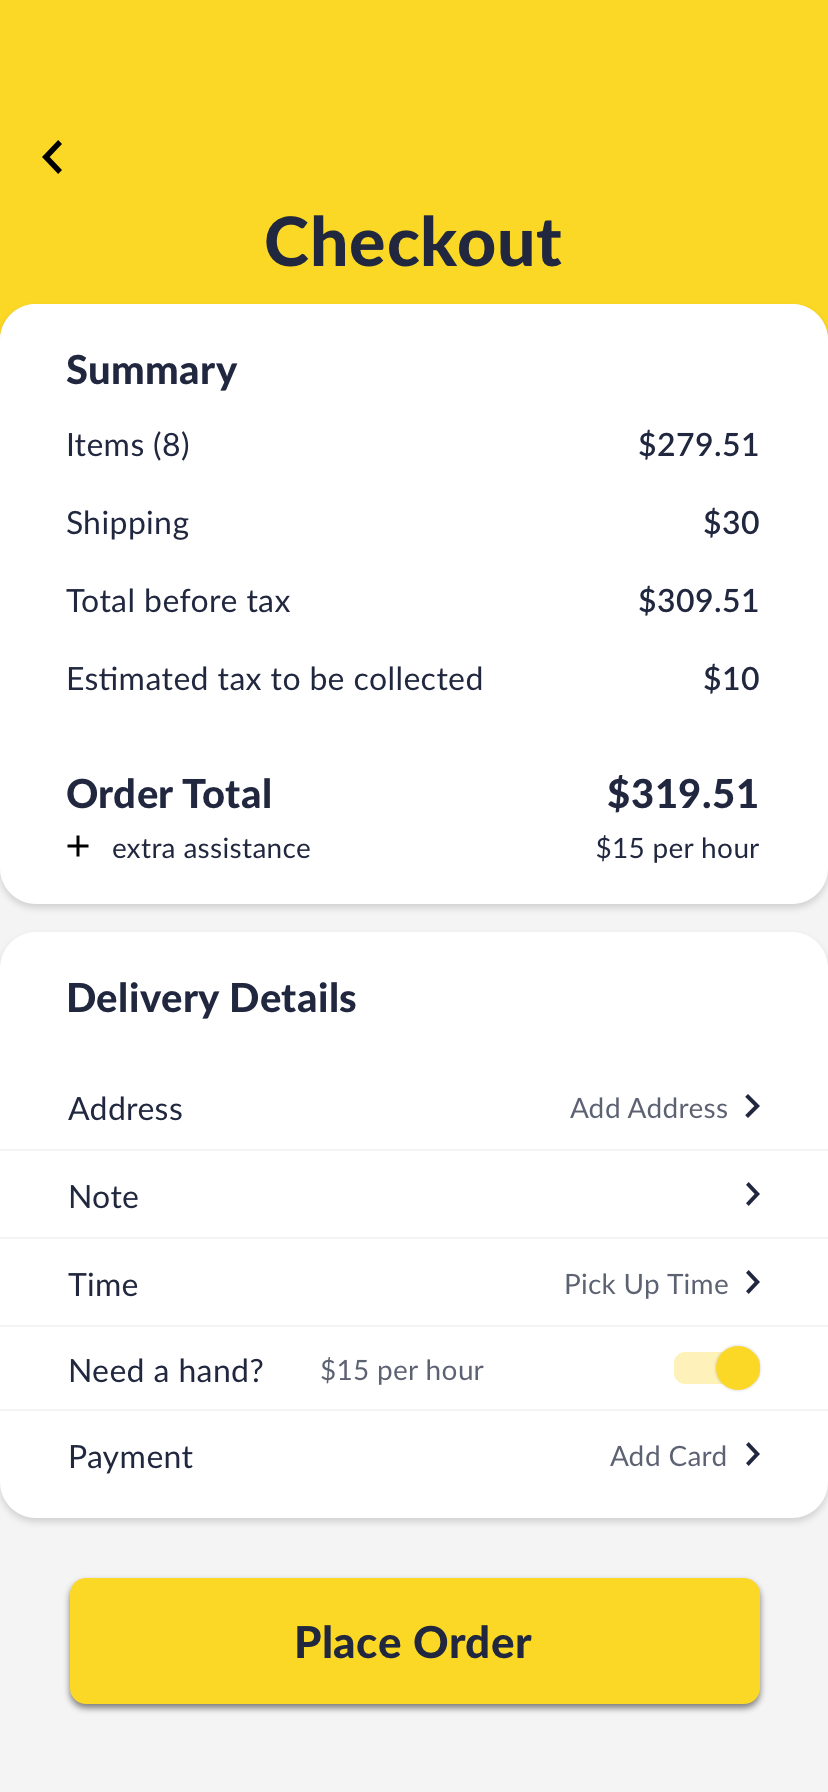 Checkout
Summary
Items (8) $279.51
Shipping $30
Total before tax $309.51
Estimated tax to be collected $10
Order Total $319.51
+ extra assistance $15 per hour
Delivery Details
Address Add Address
Note
Time Pick Up Time
Need a hand? $15 per hour
Payment Add Card
Place Order